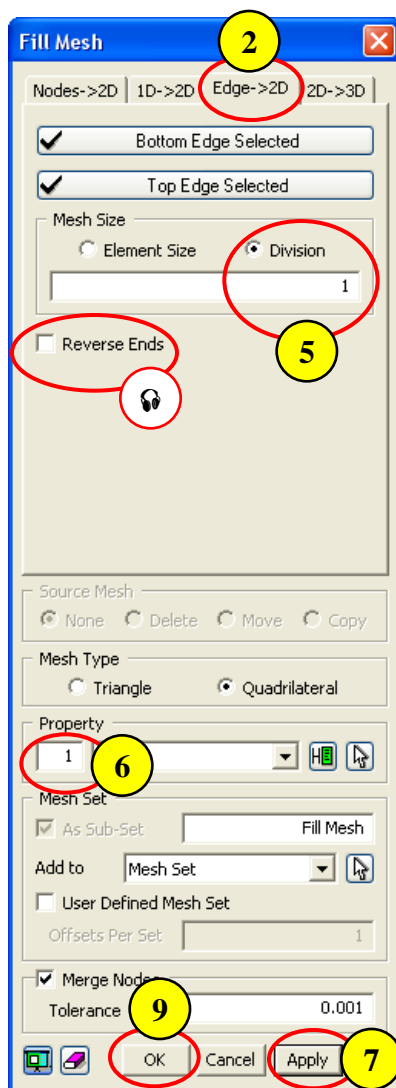 Fill Mesh
2
Nodes->2D 1D->2D Edge->2D 2D->3D
Bottom Edge Selected
Top Edge Selected
Mesh Size
Element Size Division
1
5
Reverse Ends
Source Mesh
None Delete Move Copy
Mesh Type
Triangle Quadrilateral
Property
1
6
Mesh Set
As Sub-Set Fill Mesh
Add to Mesh Set
User Defined Mesh Set
Offsets Per Set 1
Merge Nodes
Tolerance 0.001
9
OK Cancel Apply 7